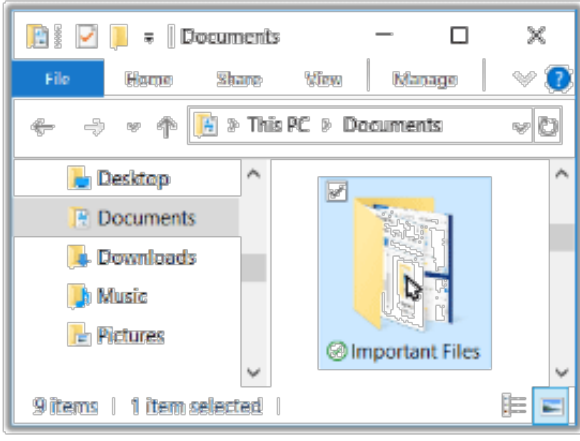 Documents
File Home Share View Manage ?
This PC Documents
Desktop
Documents
Downloads
Music
Pictures
Important Files
9 items 1 item selected